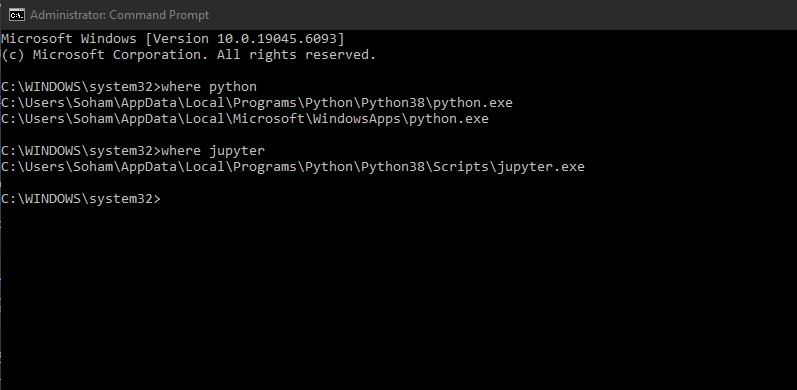 Administrator: Command Prompt
Microsoft Windows [Version 10.0.19045.6093]
(c) Microsoft Corporation. All rights reserved.
C:\WINDOWS\system32>where python
C:\Users\Soham\AppData\Local\Programs\Python\Python38\python.exe
C:\Users\Soham\AppData\Local\Microsoft\WindowsApps\python.exe
C:\WINDOWS\system32>where jupyter
C:\Users\Soham\AppData\Local\Programs\Python\Python38\Scripts\jupyter.exe
C:\WINDOWS\system32>